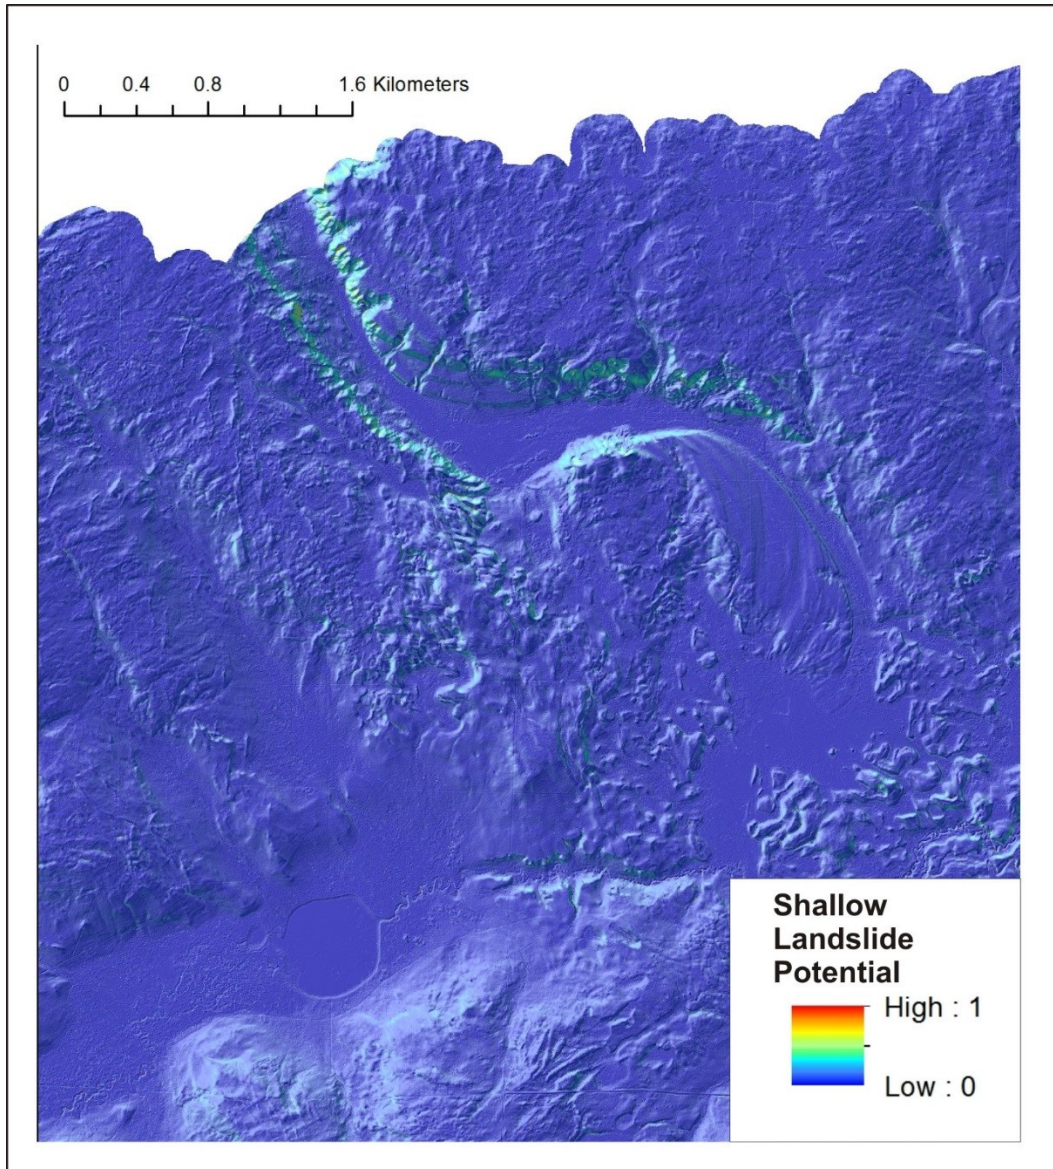 0 0.4 0.8 1.6 Kilometers
Shallow
Landslide
Potential
High : 1
Low : 0